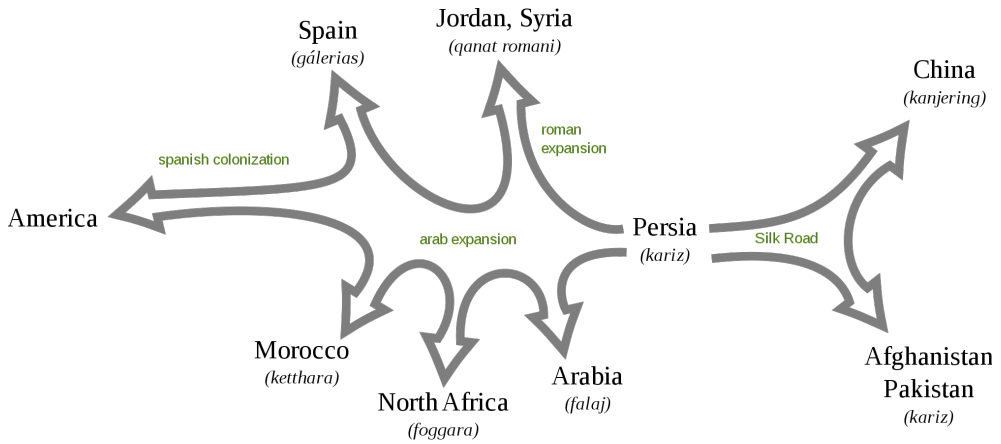 Spain
(gálerias)
Jordan, Syria
(qanat romani)
China
(kanjering)
roman
expansion
spanish colonization
America
arab expansion
Persia
(kariz)
Silk Road
Morocco
(ketthara)
North Africa
(foggara)
Arabia
(falaj)
Afghanistan
Pakistan
(kariz)